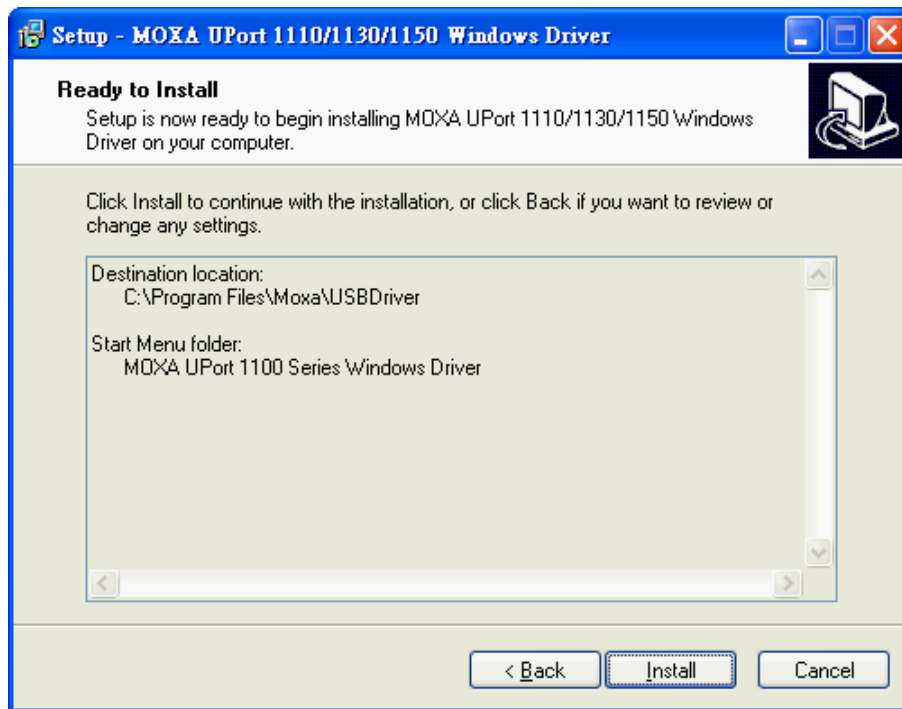 Setup - MOXA UPort 1110/1130/1150 Windows Driver
Ready to Install
Setup is now ready to begin installing MOXA UPort 1110/1130/1150 Windows
Driver on your computer.
Click Install to continue with the installation, or click Back if you want to review or
change any settings.
Destination location:
C:\Program Files\Moxa\USBDriver
Start Menu folder:
MOXA UPort 1100 Series Windows Driver
< Back
Install
Cancel